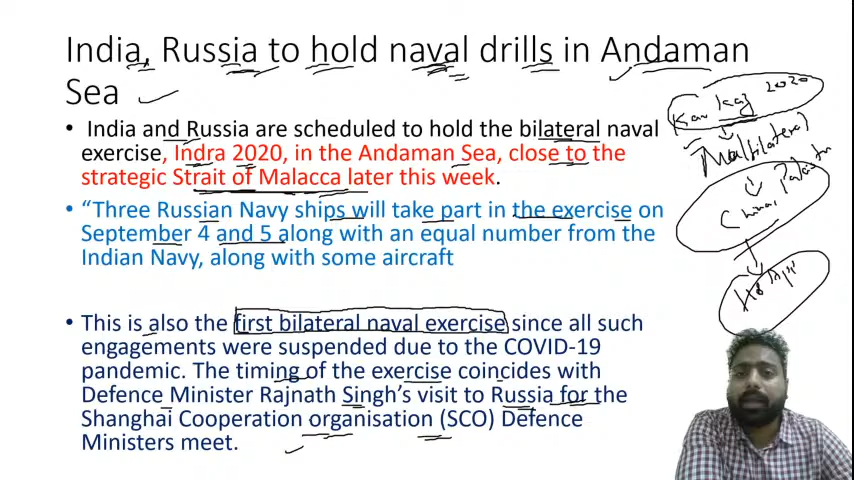 India, Russia to hold naval drills in Andaman
Sea
• India and Russia are scheduled to hold the bilateral naval
exercise, Indra 2020, in the Andaman Sea, close to the
strategic Strait of Malacca later this week.
• “Three Russian Navy ships will take part in the exercise on
September 4 and 5 along with an equal number from the
Indian Navy, along with some aircraft
• This is also the first bilateral naval exercise since all such
engagements were suspended due to the COVID-19
pandemic. The timing of the exercise coincides with
Defence Minister Rajnath Singh’s visit to Russia for the
Shanghai Cooperation organisation (SCO) Defence
Ministers meet.
2020
Multilateral